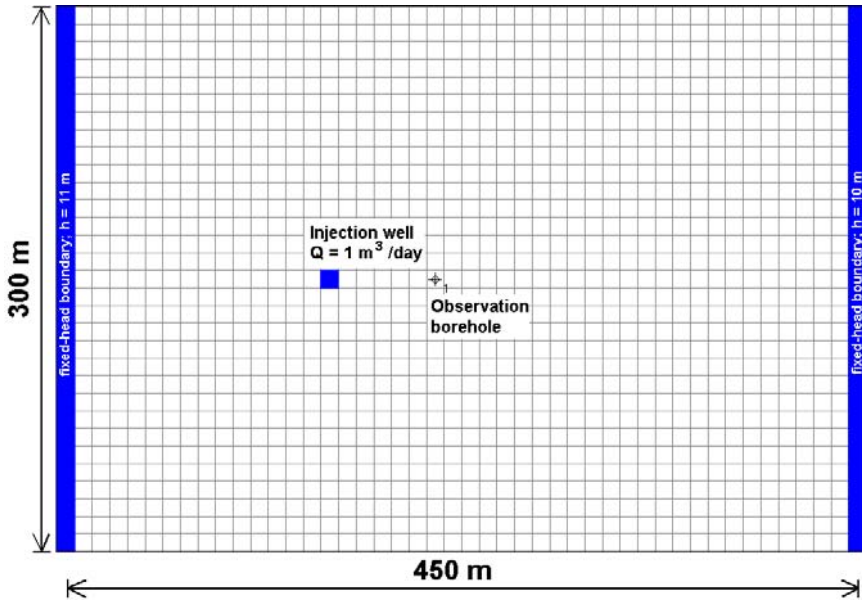 fixed-head boundary; h = 11 m
fixed-head boundary; h = 10 m
300 m
Injection well
Q = 1 m³ /day
1
Observation
borehole
450 m